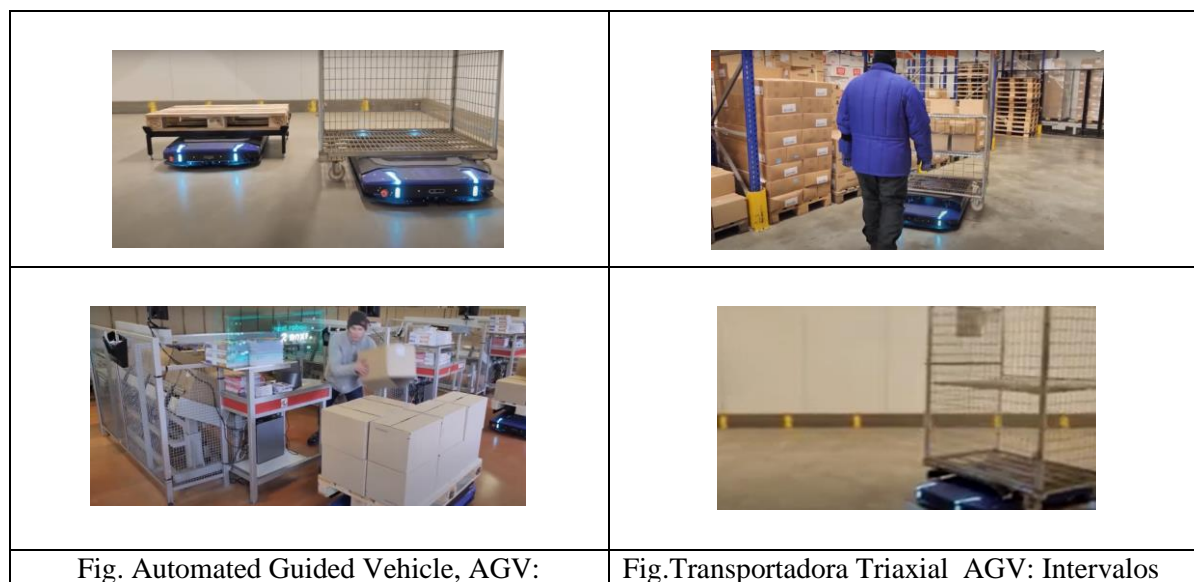 Fig. Automated Guided Vehicle, AGV:
Fig.Transportadora Triaxial AGV: Intervalos